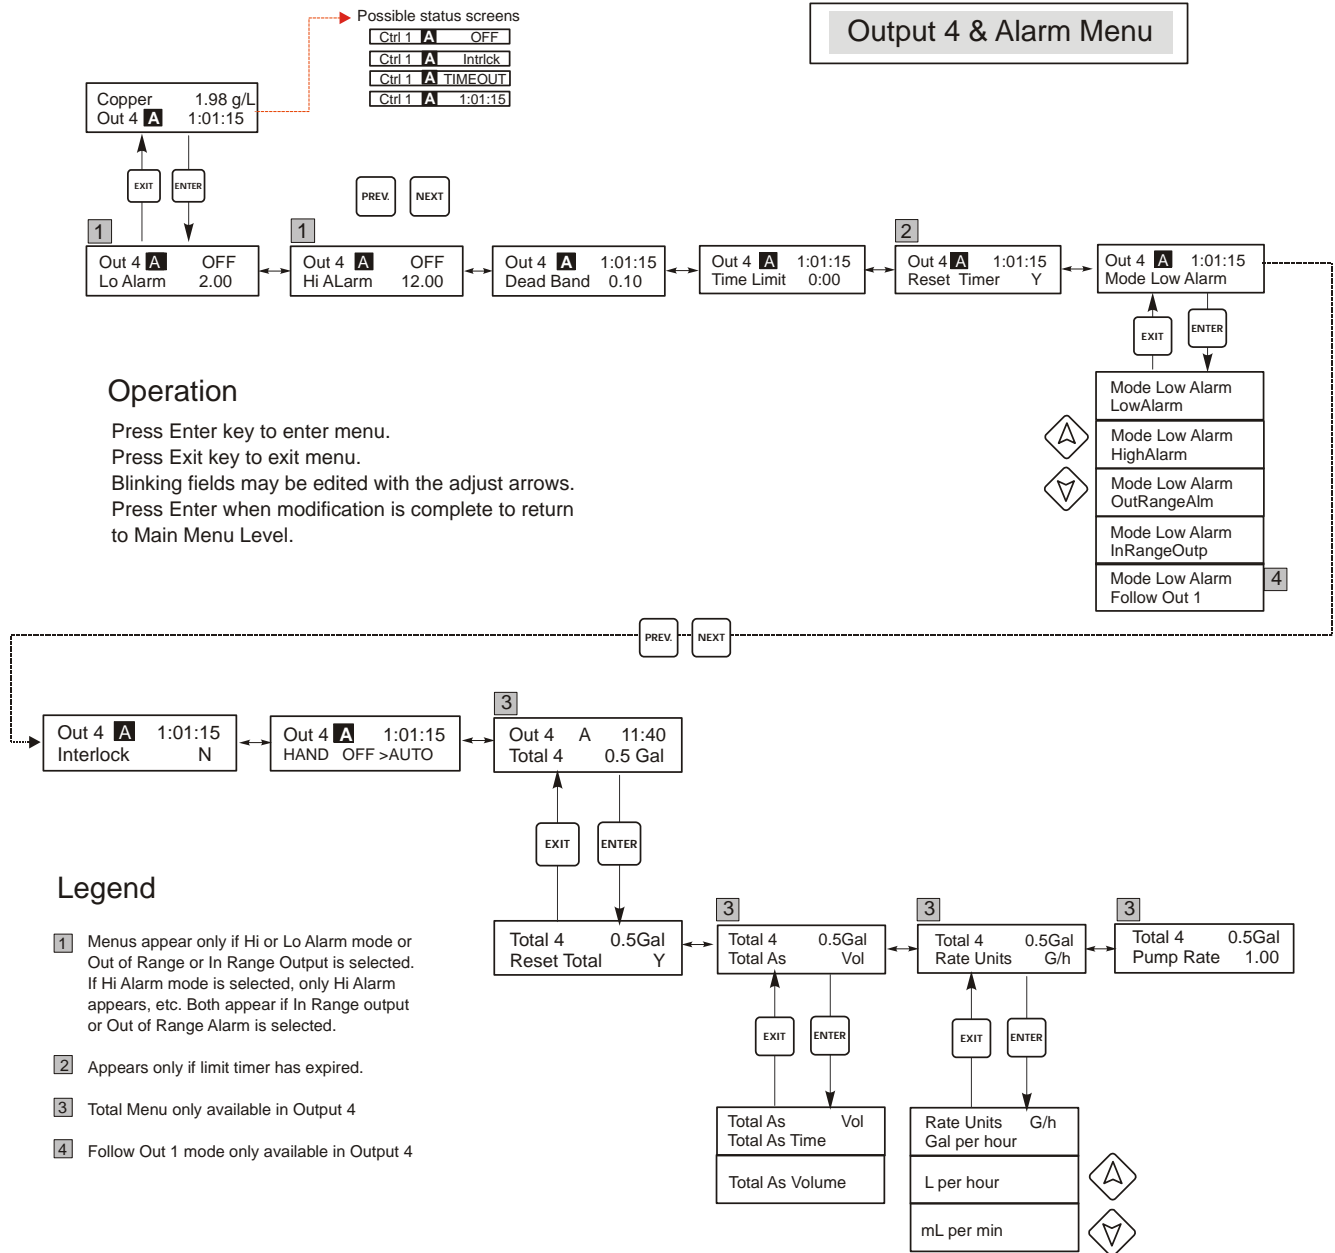 Possible status screens
Output 4 & Alarm Menu
Ctrl 1 A OFF
Ctrl 1 A Intrlck
Ctrl 1 A TIMEOUT
Ctrl 1 A 1:01:15
Copper 1.98 g/L
Out 4 A 1:01:15
EXIT ENTER
PREV. NEXT
1
1
2
Out 4 A OFF
Lo Alarm 2.00
Out 4 A OFF
Hi ALarm 12.00
Out 4 A 1:01:15
Dead Band 0.10
Out 4 A 1:01:15
Time Limit 0:00
Out 4 A 1:01:15
Reset Timer Y
Out 4 A 1:01:15
Mode Low Alarm
EXIT ENTER
Mode Low Alarm
LowAlarm
Mode Low Alarm
HighAlarm
Mode Low Alarm
OutRangeAlm
Mode Low Alarm
InRangeOutp
Mode Low Alarm
Follow Out 1
4
Operation
Press Enter key to enter menu.
Press Exit key to exit menu.
Blinking fields may be edited with the adjust arrows.
Press Enter when modification is complete to return
to Main Menu Level.
PREV. NEXT
3
Out 4 A 1:01:15
Interlock N
Out 4 A 1:01:15
HAND OFF >AUTO
Out 4 A 11:40
Total 4 0.5 Gal
EXIT ENTER
3
3
3
Total 4 0.5Gal
Reset Total Y
Total 4 0.5Gal
Total As Vol
Total 4 0.5Gal
Rate Units G/h
Total 4 0.5Gal
Pump Rate 1.00
EXIT ENTER
EXIT ENTER
Total As Vol
Total As Time
Total As Volume
Rate Units G/h
Gal per hour
L per hour
mL per min
Legend
1 Menus appear only if Hi or Lo Alarm mode or
Out of Range or In Range Output is selected.
If Hi Alarm mode is selected, only Hi Alarm
appears, etc. Both appear if In Range output
or Out of Range Alarm is selected.
2 Appears only if limit timer has expired.
3 Total Menu only available in Output 4
4 Follow Out 1 mode only available in Output 4